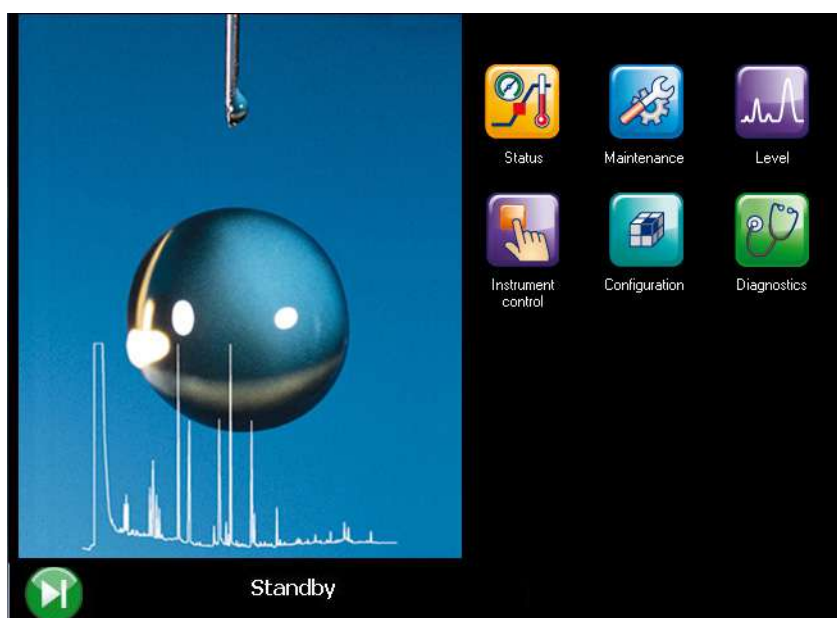 Status
Maintenance
Level
Instrument
control
Configuration
Diagnostics
Standby